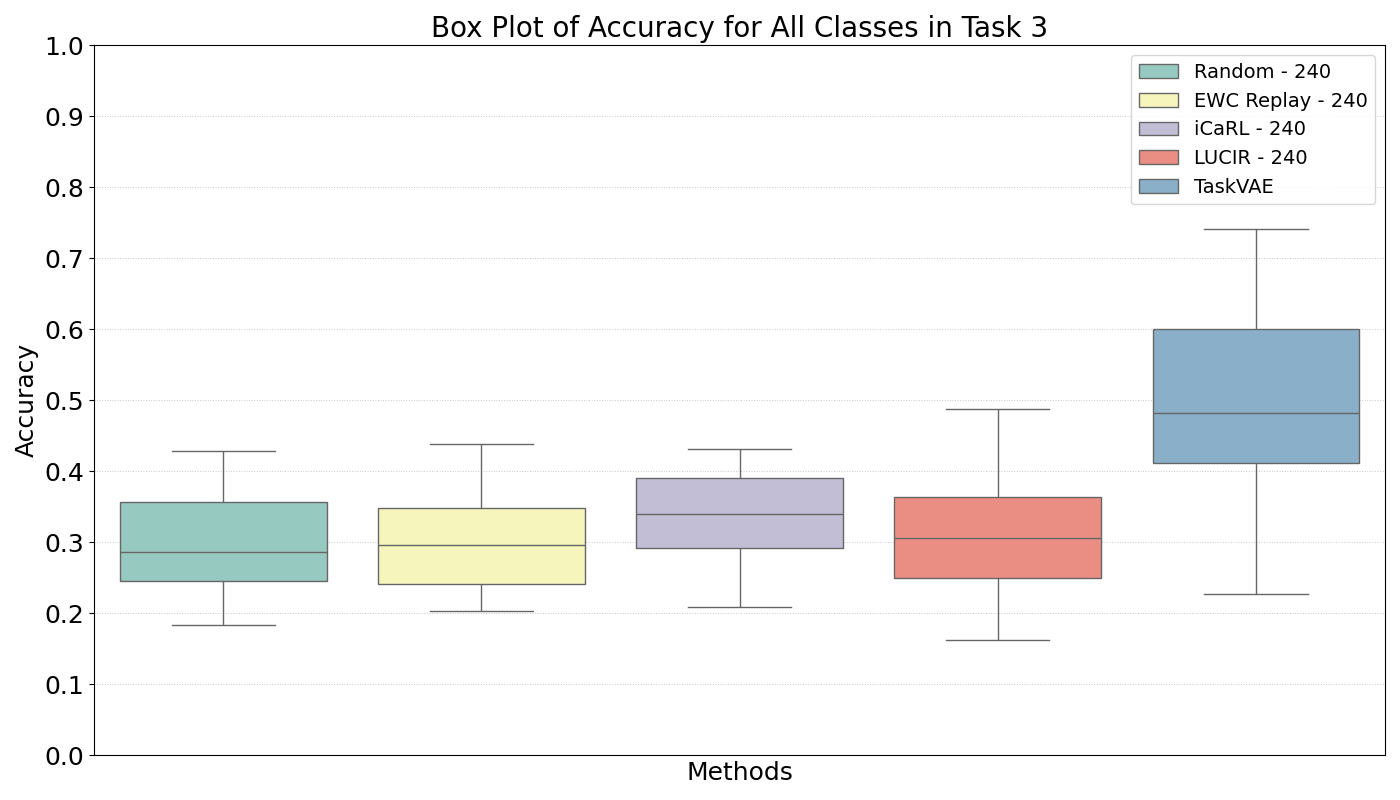 Box Plot of Accuracy for All Classes in Task 3
1.0
0.9
0.8
0.7
0.6
0.5
0.4
0.3
0.2
0.1
0.0
Accuracy
Methods
Random - 240
EWC Replay - 240
iCaRL - 240
LUCIR - 240
TaskVAE